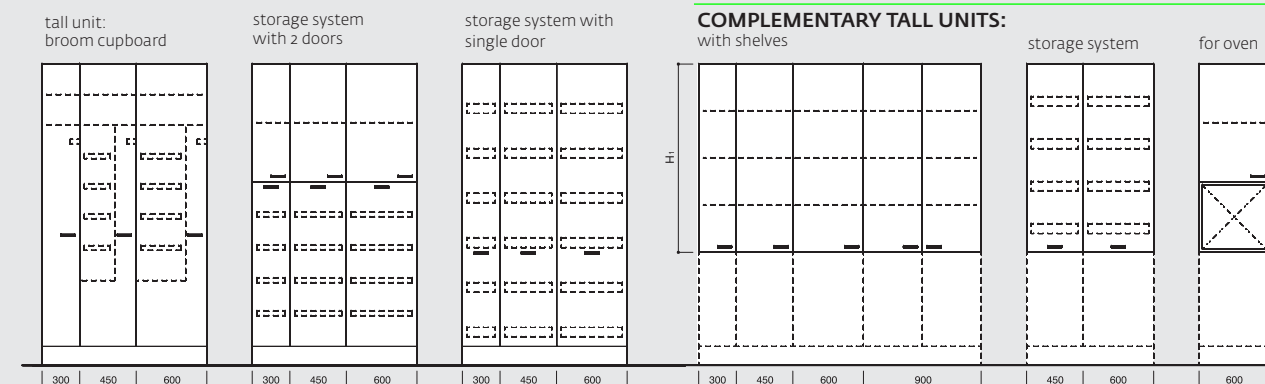 tall unit:
broom cupboard
storage system
with 2 doors
storage system with
single door
COMPLEMENTARY TALL UNITS:
with shelves
storage system
for oven
H1
300 450 600
300 450 600
300 450 600
300 450 600 900
450 600
600